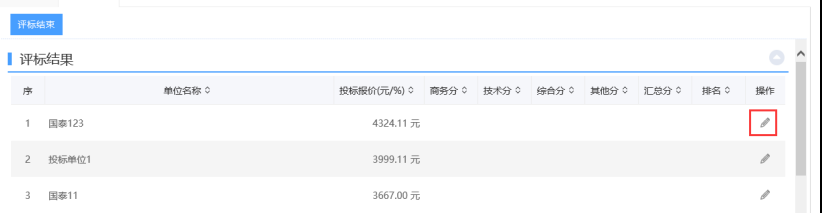 评标结束
评标结果
序 单位名称 投标报价(元/%) 商务分 技术分 综合分 其他分 汇总分 排名 操作
1 国泰123 4324.11 元
2 投标单位1 3999.11 元
3 国泰11 3667.00 元